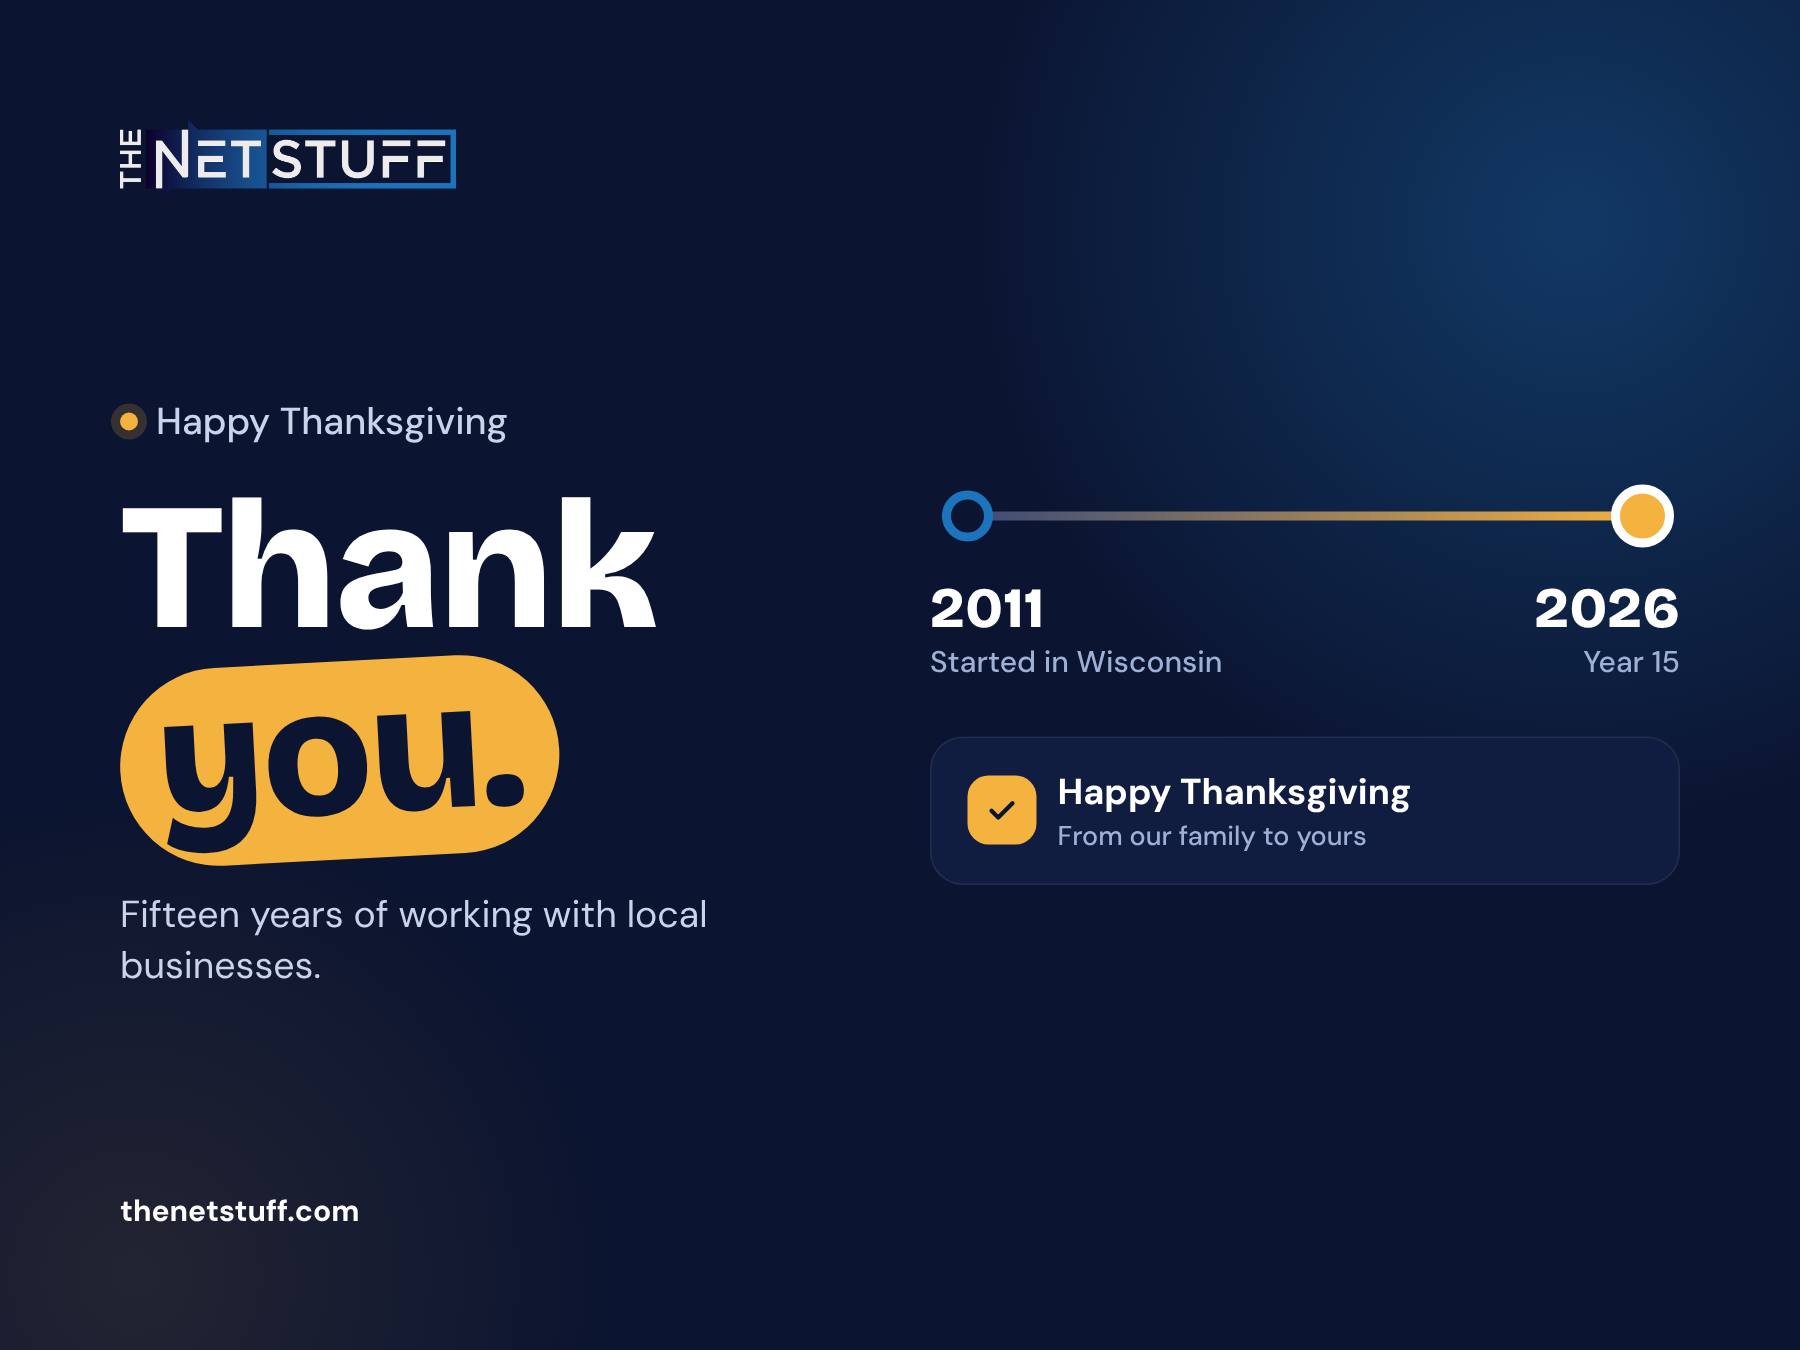 THE NETSTUFF
Happy Thanksgiving
Thank
you.
Fifteen years of working with local
businesses.
2011
Started in Wisconsin
2026
Year 15
Happy Thanksgiving
From our family to yours
thenetstuff.com